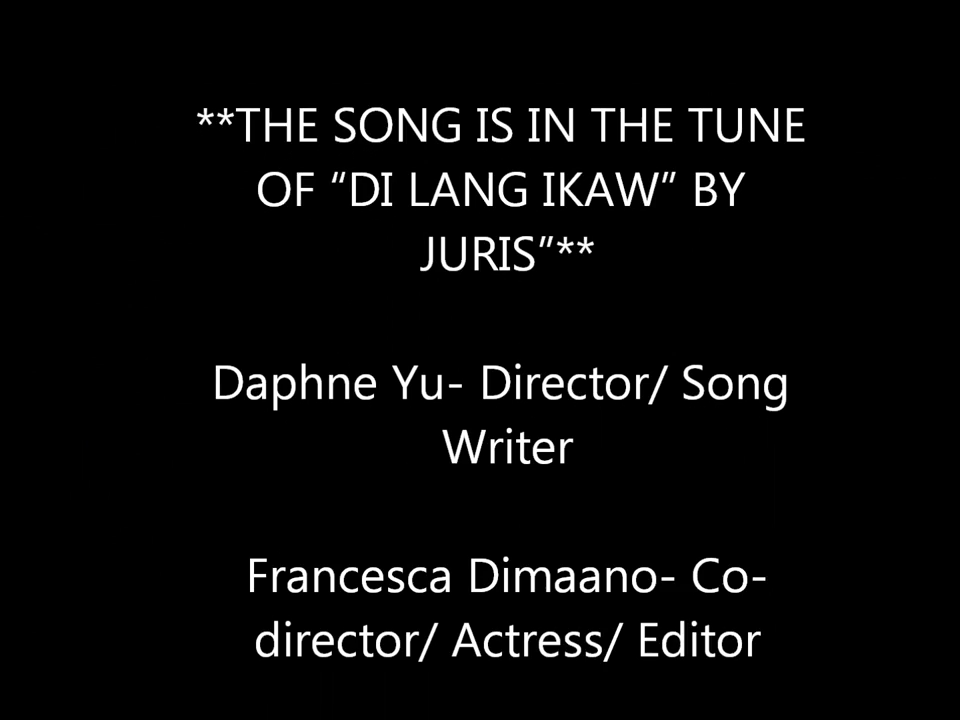 **THE SONG IS IN THE TUNE
OF “DI LANG IKAW” BY
JURIS”**
Daphne Yu- Director/ Song
Writer
Francesca Dimaano- Co-
director/ Actress/ Editor